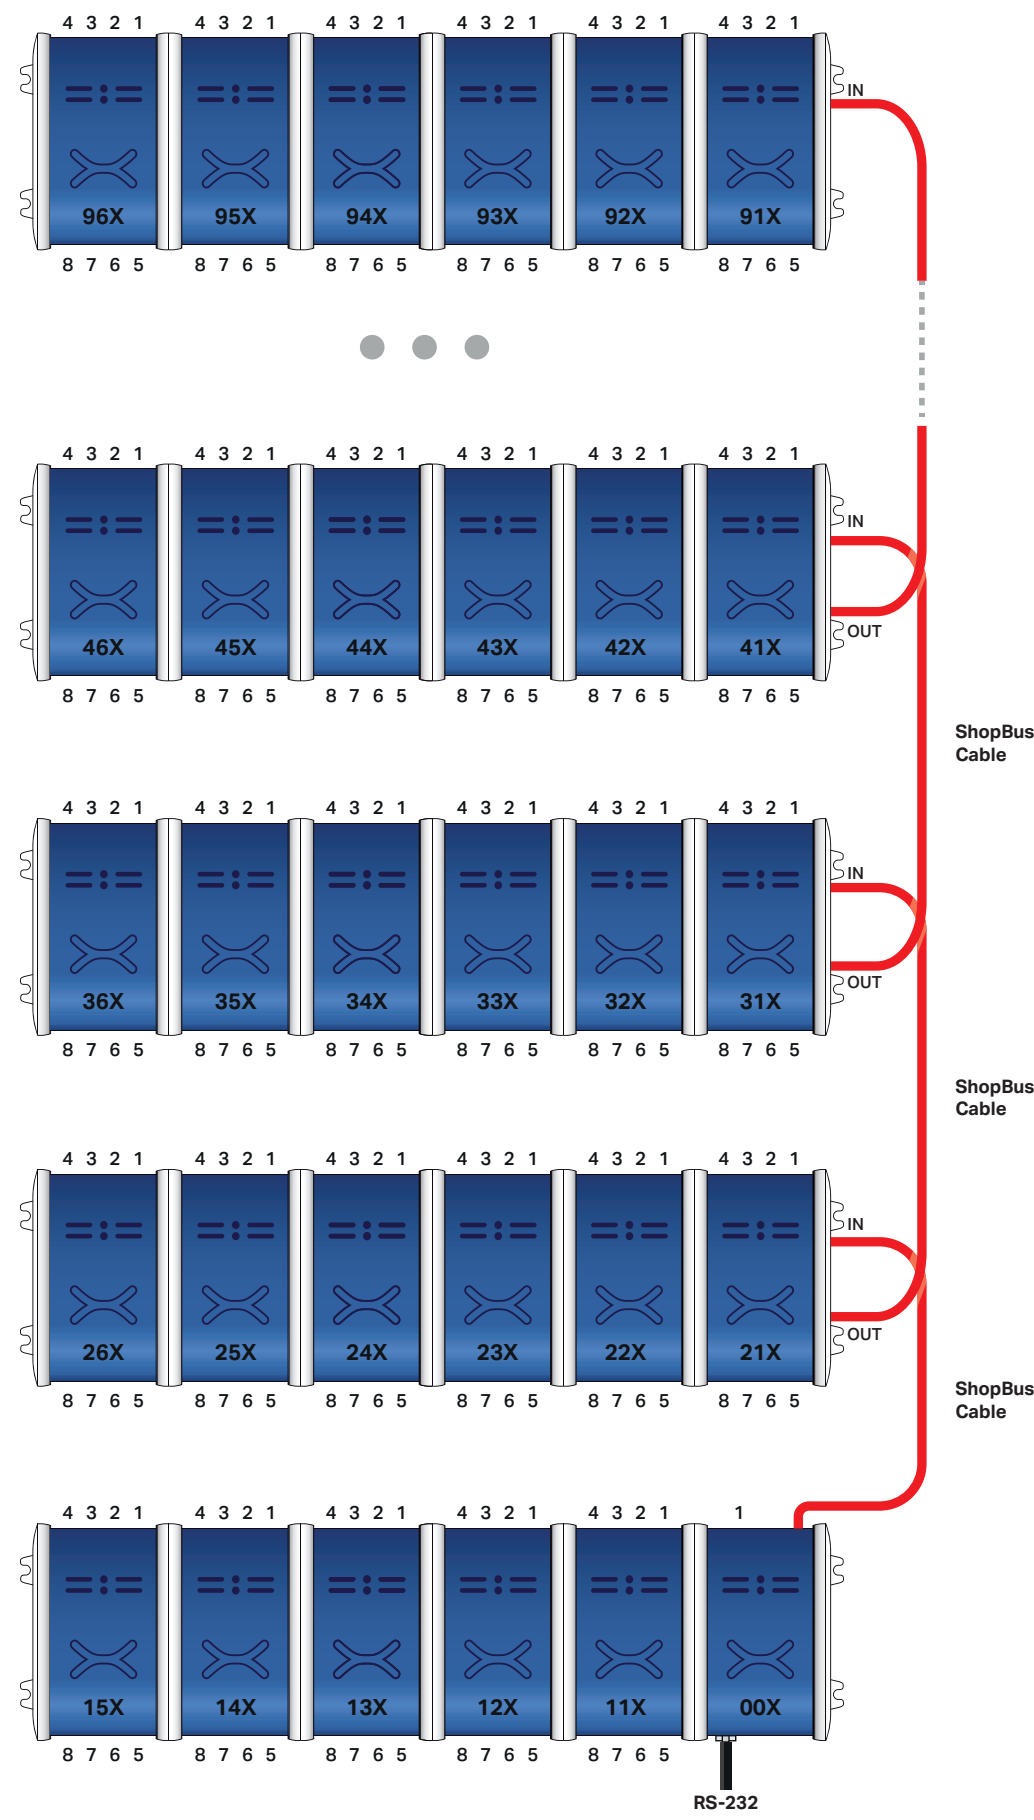 4 3 2 1 4 3 2 1 4 3 2 1 4 3 2 1 4 3 2 1 4 3 2 1
IN
96X 95X 94X 93X 92X 91X
8 7 6 5 8 7 6 5 8 7 6 5 8 7 6 5 8 7 6 5 8 7 6 5
4 3 2 1 4 3 2 1 4 3 2 1 4 3 2 1 4 3 2 1 4 3 2 1
IN
OUT
46X 45X 44X 43X 42X 41X
8 7 6 5 8 7 6 5 8 7 6 5 8 7 6 5 8 7 6 5 8 7 6 5
ShopBus
Cable
4 3 2 1 4 3 2 1 4 3 2 1 4 3 2 1 4 3 2 1 4 3 2 1
IN
OUT
36X 35X 34X 33X 32X 31X
8 7 6 5 8 7 6 5 8 7 6 5 8 7 6 5 8 7 6 5 8 7 6 5
ShopBus
Cable
4 3 2 1 4 3 2 1 4 3 2 1 4 3 2 1 4 3 2 1 4 3 2 1
IN
OUT
26X 25X 24X 23X 22X 21X
8 7 6 5 8 7 6 5 8 7 6 5 8 7 6 5 8 7 6 5 8 7 6 5
ShopBus
Cable
4 3 2 1 4 3 2 1 4 3 2 1 4 3 2 1 4 3 2 1 1
15X 14X 13X 12X 11X 00X
8 7 6 5 8 7 6 5 8 7 6 5 8 7 6 5 8 7 6 5
RS-232